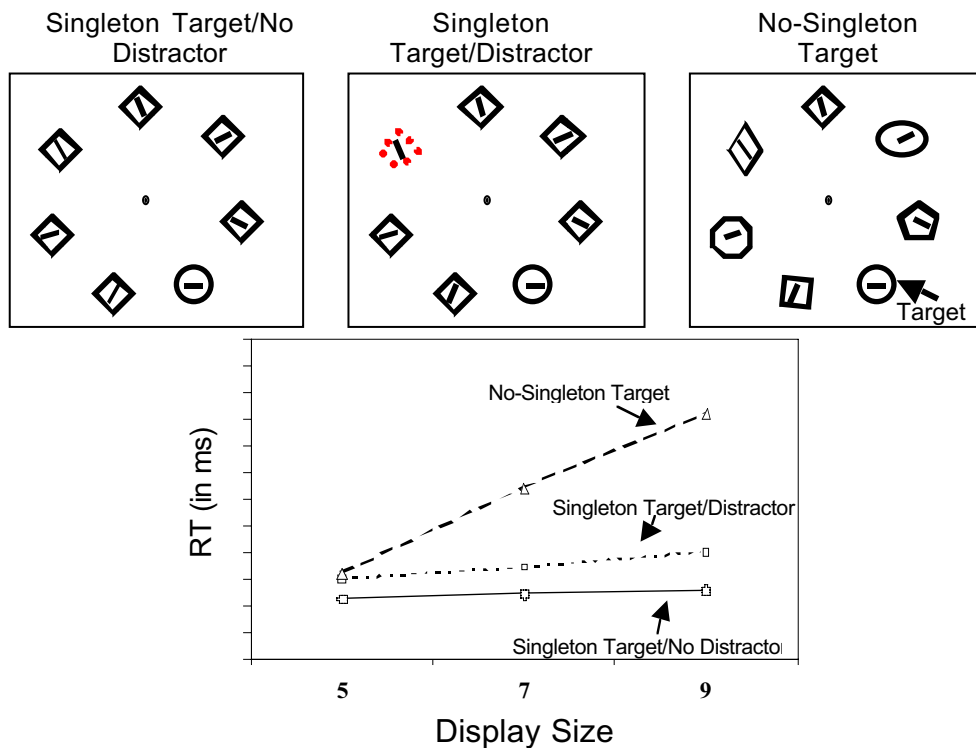 Singleton Target/No
Distractor
Singleton
Target/Distractor
No-Singleton
Target
Target
No-Singleton Target
Singleton Target/Distractor
Singleton Target/No Distractor
RT (in ms)
5 7 9
Display Size